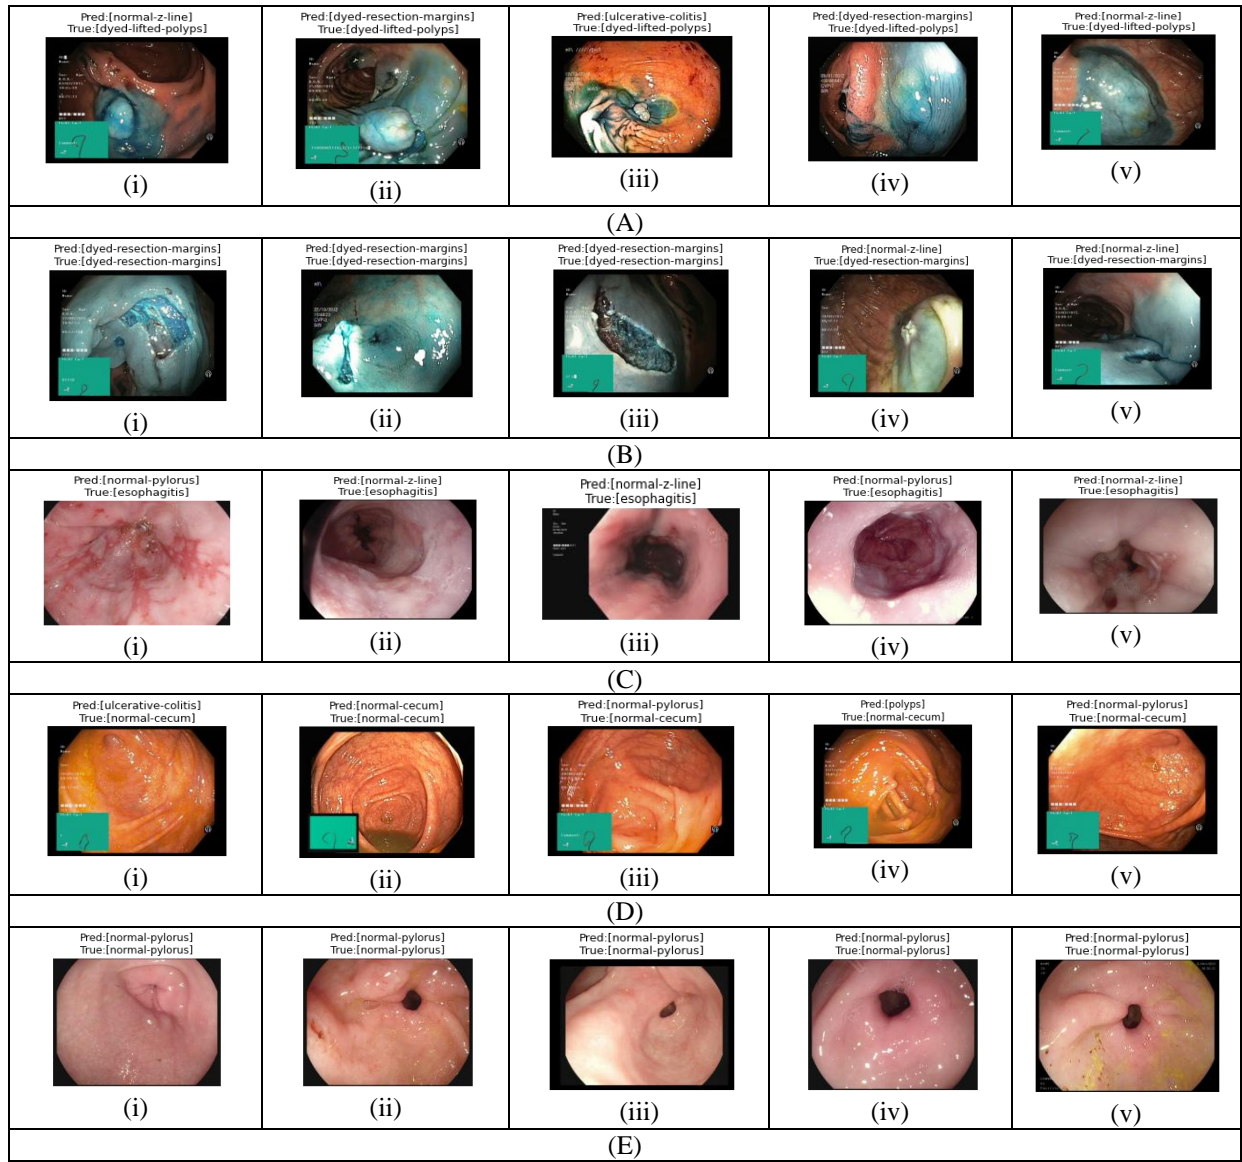 Pred:[normal-z-line]
True:[dyed-lifted-polyps]
(i)
Pred:[dyed-resection-margins]
True:[dyed-lifted-polyps]
(ii)
Pred:[ulcerative-colitis]
True:[dyed-lifted-polyps]
(iii)
Pred:[dyed-resection-margins]
True:[dyed-lifted-polyps]
(iv)
Pred:[normal-z-line]
True:[dyed-lifted-polyps]
(v)
(A)
Pred:[dyed-resection-margins]
True:[dyed-resection-margins]
(i)
Pred:[dyed-resection-margins]
True:[dyed-resection-margins]
(ii)
Pred:[dyed-resection-margins]
True:[dyed-resection-margins]
(iii)
Pred:[normal-z-line]
True:[dyed-resection-margins]
(iv)
Pred:[normal-z-line]
True:[dyed-resection-margins]
(v)
(B)
Pred:[normal-pylorus]
True:[esophagitis]
(i)
Pred:[normal-z-line]
True:[esophagitis]
(ii)
Pred:[normal-z-line]
True:[esophagitis]
(iii)
Pred:[normal-pylorus]
True:[esophagitis]
(iv)
Pred:[normal-z-line]
True:[esophagitis]
(v)
(C)
Pred:[ulcerative-colitis]
True:[normal-cecum]
(i)
Pred:[normal-cecum]
True:[normal-cecum]
(ii)
Pred:[normal-pylorus]
True:[normal-cecum]
(iii)
Pred:[polyps]
True:[normal-cecum]
(iv)
Pred:[normal-pylorus]
True:[normal-cecum]
(v)
(D)
Pred:[normal-pylorus]
True:[normal-pylorus]
(i)
Pred:[normal-pylorus]
True:[normal-pylorus]
(ii)
Pred:[normal-pylorus]
True:[normal-pylorus]
(iii)
Pred:[normal-pylorus]
True:[normal-pylorus]
(iv)
Pred:[normal-pylorus]
True:[normal-pylorus]
(v)
(E)